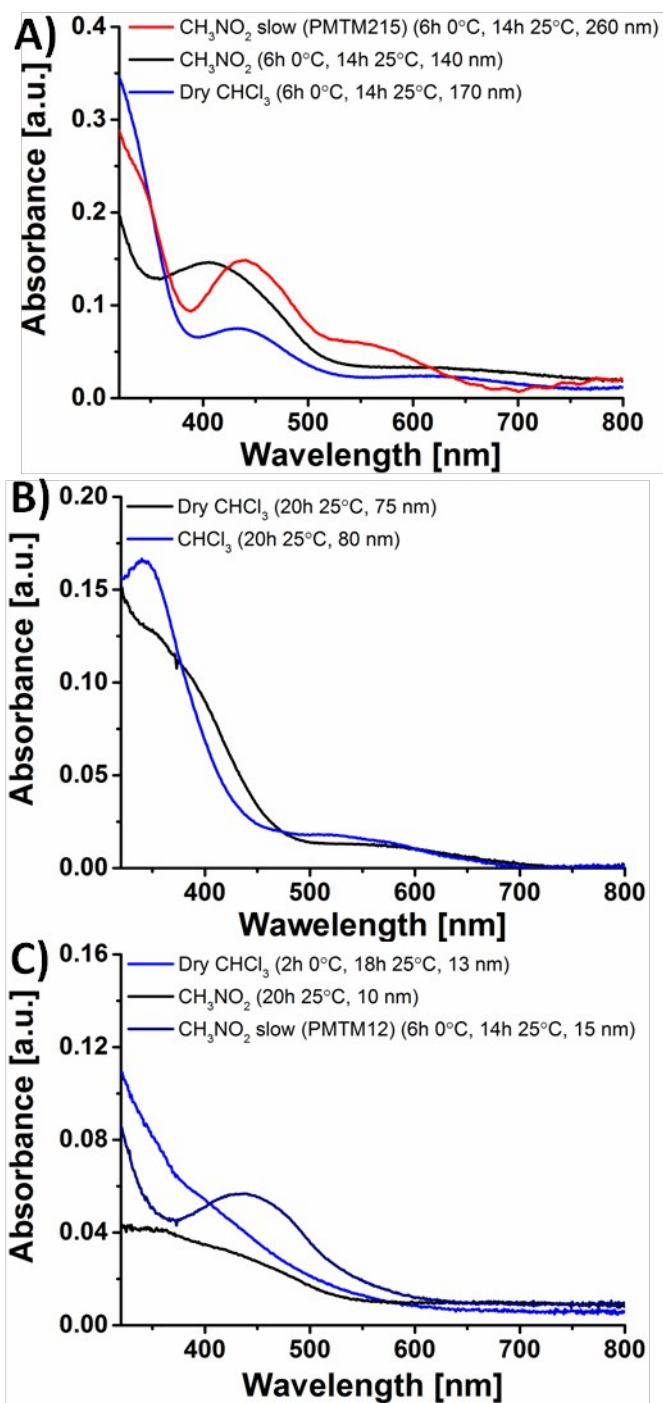 A)
CH₃NO₂ slow (PMTM215) (6h 0°C, 14h 25°C, 260 nm)
CH₃NO₂ (6h 0°C, 14h 25°C, 140 nm)
Dry CHCl₃ (6h 0°C, 14h 25°C, 170 nm)
Absorbance [a.u.]
0.4
0.3
0.2
0.1
0.0
400 500 600 700 800
Wavelength [nm]
B)
Dry CHCl₃ (20h 25°C, 75 nm)
CHCl₃ (20h 25°C, 80 nm)
Absorbance [a.u.]
0.20
0.15
0.10
0.05
0.00
400 500 600 700 800
Wawelength [nm]
C)
Dry CHCl₃ (2h 0°C, 18h 25°C, 13 nm)
CH₃NO₂ (20h 25°C, 10 nm)
CH₃NO₂ slow (PMTM12) (6h 0°C, 14h 25°C, 15 nm)
Absorbance [a.u.]
0.16
0.12
0.08
0.04
0.00
400 500 600 700 800
Wavelength [nm]